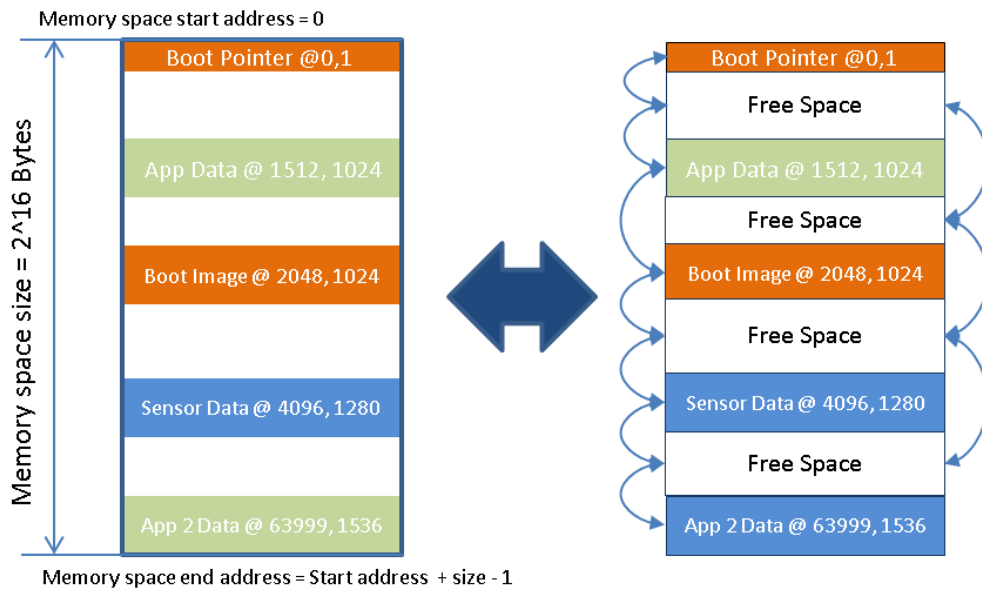 Memory space start address = 0
Memory space size = 2^16 Bytes
Boot Pointer @0,1
App Data @ 1512, 1024
Boot Image @ 2048, 1024
Sensor Data @ 4096, 1280
App 2 Data @ 63999, 1536
Memory space end address = Start address + size - 1
Boot Pointer @0,1
Free Space
App Data @ 1512, 1024
Free Space
Boot Image @ 2048, 1024
Free Space
Sensor Data @ 4096, 1280
Free Space
App 2 Data @ 63999, 1536